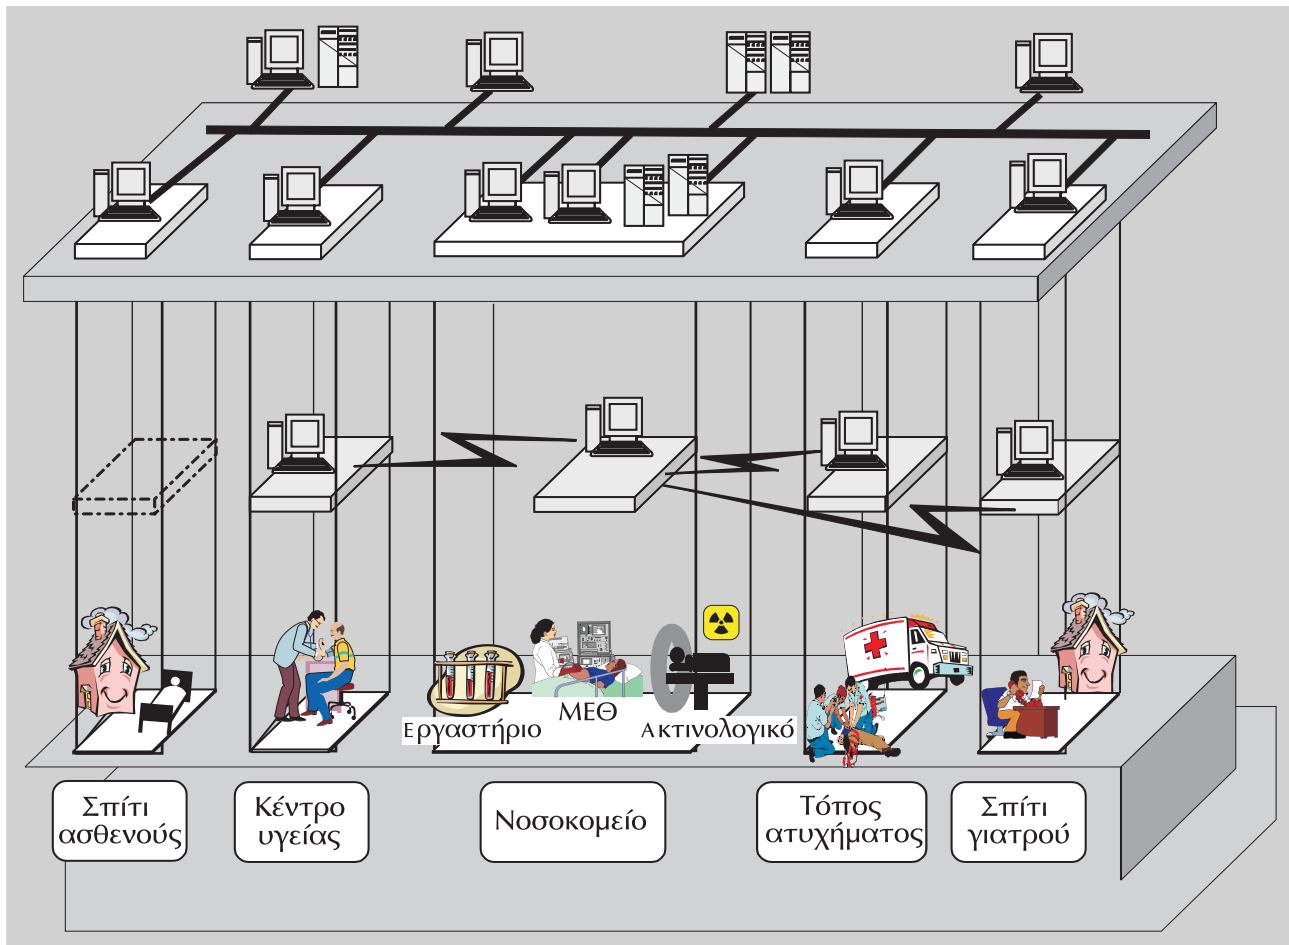 Εργαστήριο
ΜΕΘ
Ακτινολογικό
Σπίτι
ασθενούς
Κέντρο
υγείας
Νοσοκομείο
Τόπος
ατυχήματος
Σπίτι
γιατρού